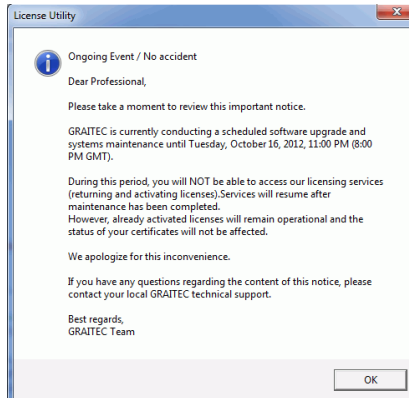 License Utility
Ongoing Event / No accident
Dear Professional,
Please take a moment to review this important notice.
GRAITEC is currently conducting a scheduled software upgrade and
systems maintenance until Tuesday, October 16, 2012, 11:00 PM (8:00
PM GMT).
During this period, you will NOT be able to access our licensing services
(returning and activating licenses).Services will resume after
maintenance has been completed.
However, already activated licenses will remain operational and the
status of your certificates will not be affected.
We apologize for this inconvenience.
If you have any questions regarding the content of this notice, please
contact your local GRAITEC technical support.
Best regards,
GRAITEC Team
OK